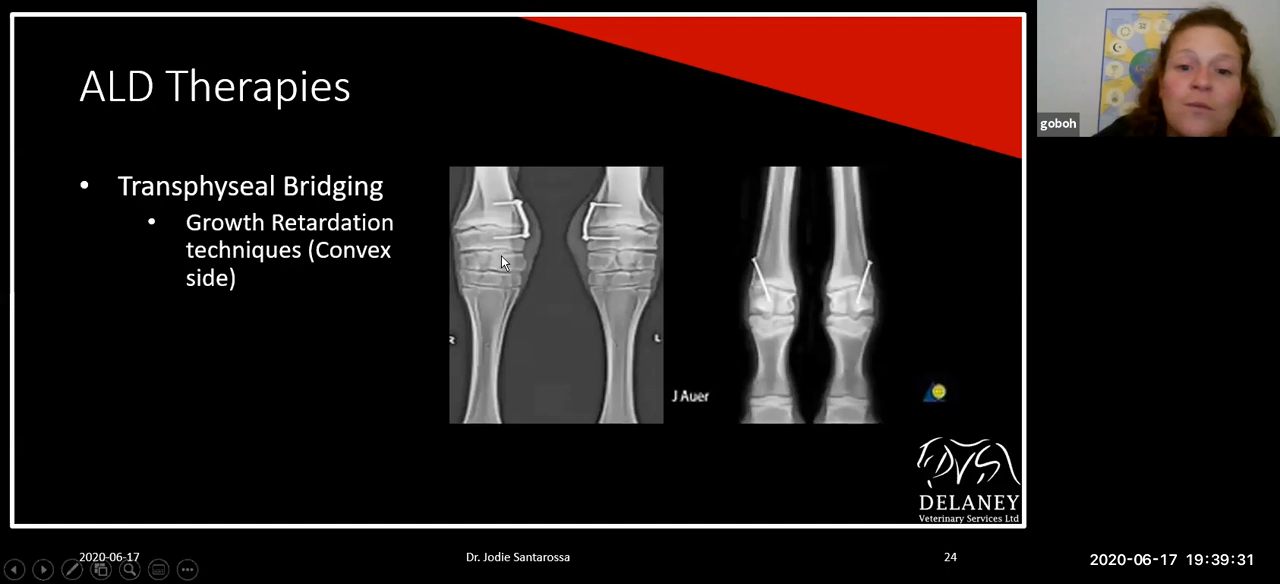 ALD Therapies
goboh
• Transphyseal Bridging
• Growth Retardation
techniques (Convex
side)
R
L
J Auer
DVS
DELANEY
Veterinary Services Ltd
2020-06-17
Dr. Jodie Santarossa
24
2020-06-17 19:39:31